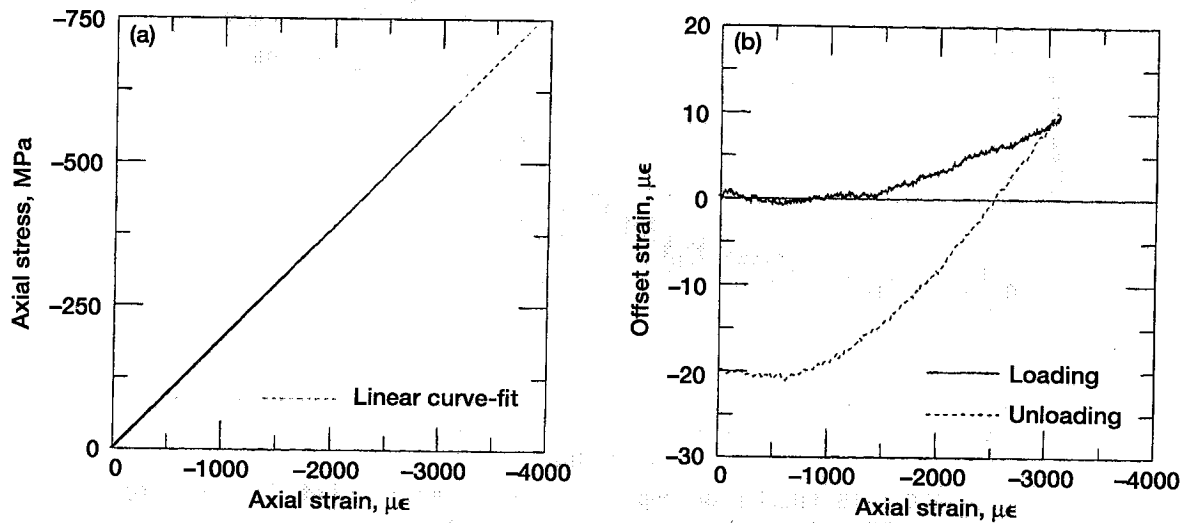 (a)
-750
-500
-250
0
Axial stress, MPa
Linear curve-fit
0 -1000 -2000 -3000 -4000
Axial strain, µϵ
(b)
20
10
0
-10
-20
-30
Offset strain, µϵ
Loading
Unloading
0 -1000 -2000 -3000 -4000
Axial strain, µϵ